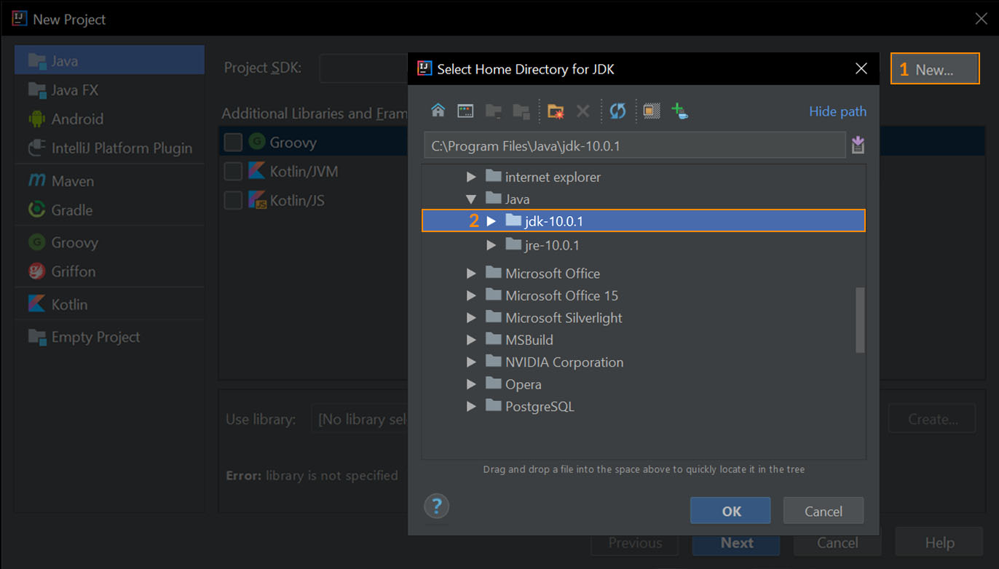 New Project
Java
Java FX
Android
IntelliJ Platform Plugin
Maven
Gradle
Groovy
Griffon
Kotlin
Empty Project
Project SDK:
1 New...
Additional Libraries and Fram
Groovy
Kotlin/JVM
Kotlin/JS
Use library:
[No library sel
Create...
Error: library is not specified
Select Home Directory for JDK
Hide path
C:\Program Files\Java\jdk-10.0.1
internet explorer
Java
2 jdk-10.0.1
jre-10.0.1
Microsoft Office
Microsoft Office 15
Microsoft Silverlight
MSBuild
NVIDIA Corporation
Opera
PostgreSQL
Drag and drop a file into the space above to quickly locate it in the tree
?
OK
Cancel
Previous
Next
Cancel
Help